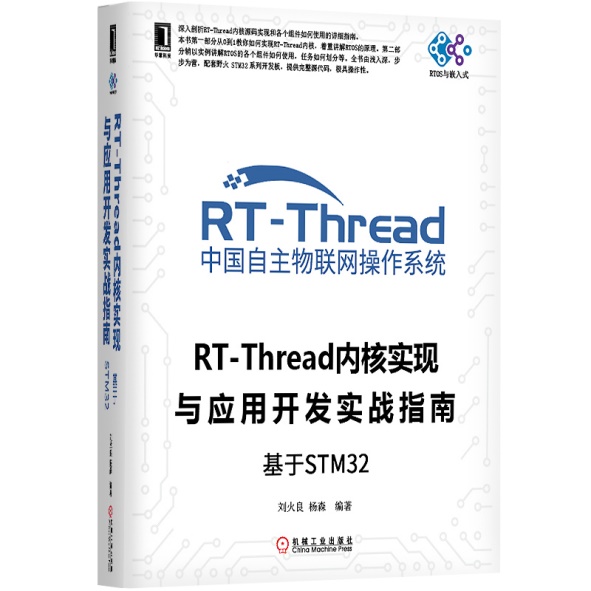 华章科技
深入剖析RT-Thread内核源码实现和各个组件如何使用的详细指南。
本书第一部分从0到1教你如何实现RT-Thread内核，着重讲解RTOS的原理。第二部
分辅以实例讲解RTOS的各个组件如何使用，任务如何划分等。全书由浅入深，步
步为营，配套野火 STM32系列开发板，提供完整源代码，极具操作性。
RTOS与嵌入式
RT-Thread
中国自主物联网操作系统
RT-Thread内核实现
与应用开发实战指南
基于STM32
刘火良 杨森 编著
机械工业出版社
China Machine Press
RT-Thread内核实现
与应用开发实战指南
STM32